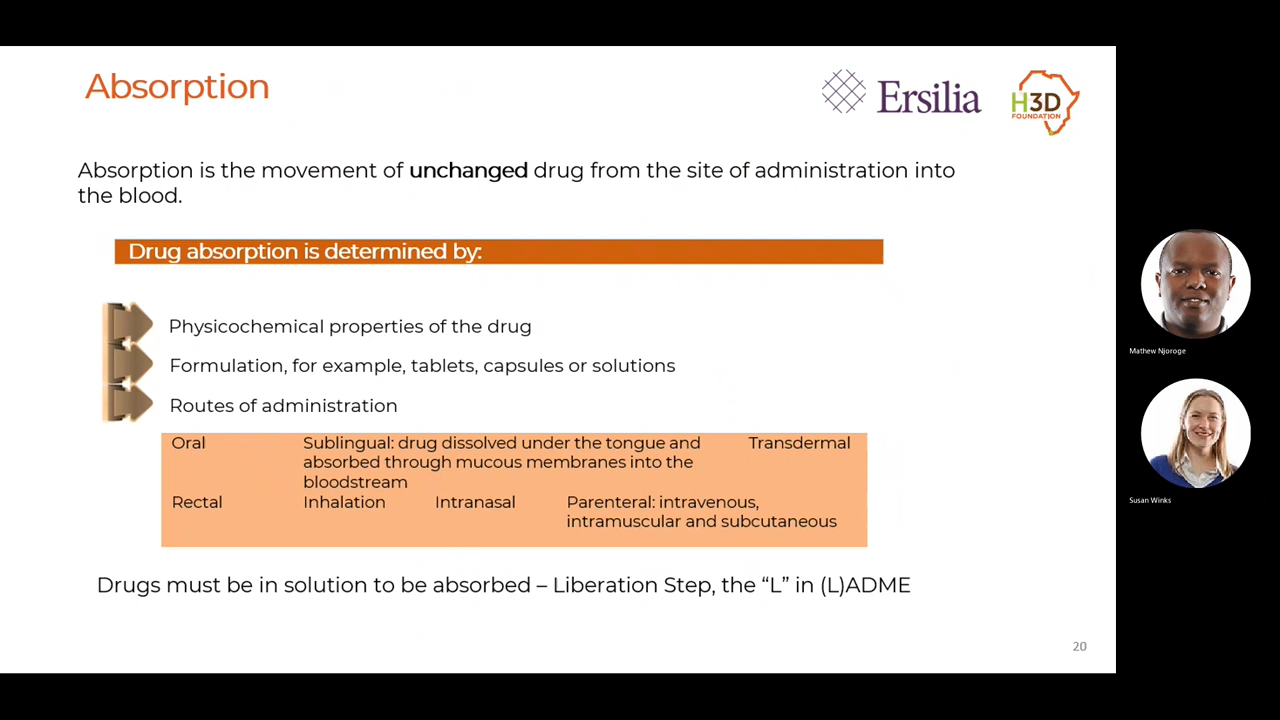 Absorption
Ersilia
H3D
FOUNDATION
Absorption is the movement of unchanged drug from the site of administration into
the blood.
Drug absorption is determined by:
Physicochemical properties of the drug
Formulation, for example, tablets, capsules or solutions
Routes of administration
Oral
Sublingual: drug dissolved under the tongue and
absorbed through mucous membranes into the
bloodstream
Transdermal
Rectal
Inhalation
Intranasal
Parenteral: intravenous,
intramuscular and subcutaneous
Drugs must be in solution to be absorbed – Liberation Step, the “L” in (L)ADME
20
Mathew Njoroge
Susan Winks